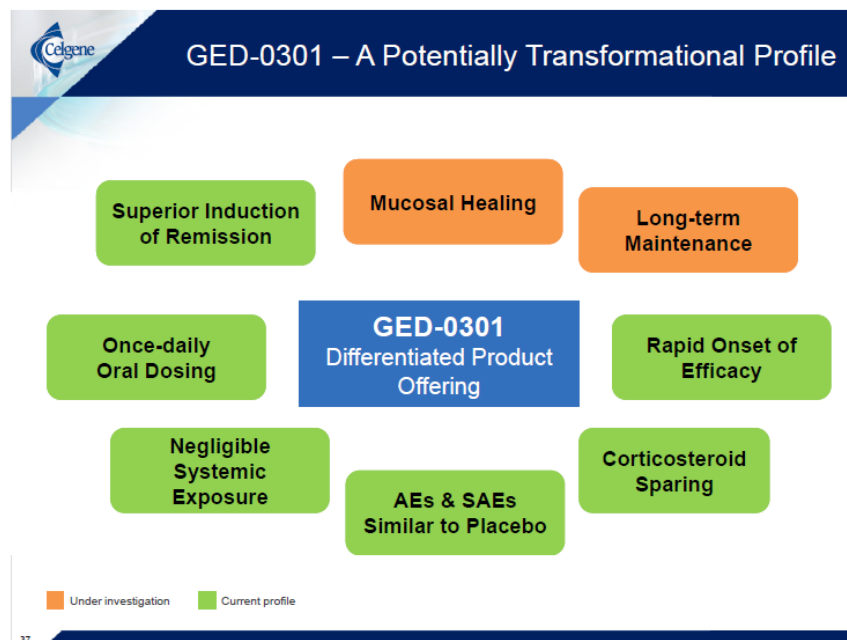 Celgene
GED-0301 – A Potentially Transformational Profile
Superior Induction
of Remission
Mucosal Healing
Long-term
Maintenance
Once-daily
Oral Dosing
GED-0301
Differentiated Product
Offering
Rapid Onset of
Efficacy
Negligible
Systemic
Exposure
AEs & SAEs
Similar to Placebo
Corticosteroid
Sparing
Under investigation
Current profile
37